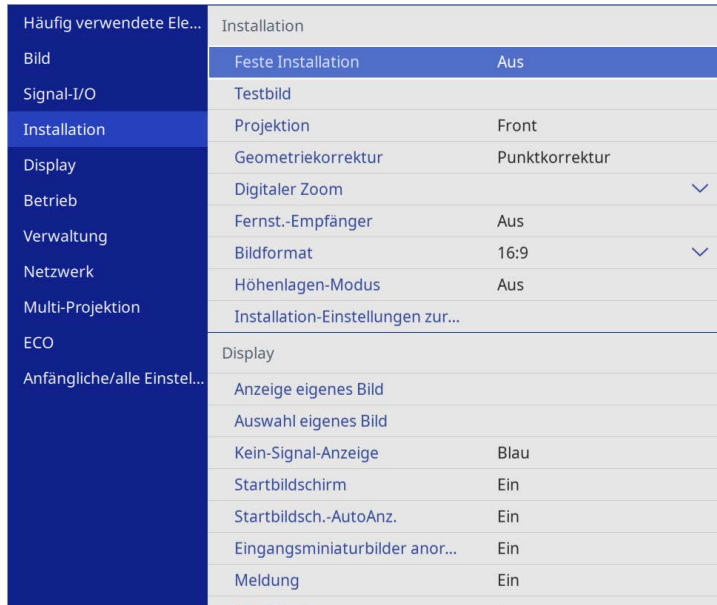 Häufig verwendete Ele...
Bild
Signal-I/O
Installation
Display
Betrieb
Verwaltung
Netzwerk
Multi-Projektion
ECO
Anfängliche/alle Einstel...
Installation
Feste Installation Aus
Testbild
Projektion Front
Geometriekorrektur Punktkorrektur
Digitaler Zoom
Fernst.-Empfänger Aus
Bildformat 16:9
Höhenlagen-Modus Aus
Installation-Einstellungen zur...
Display
Anzeige eigenes Bild
Auswahl eigenes Bild
Kein-Signal-Anzeige Blau
Startbildschirm Ein
Startbildsch.-AutoAnz. Ein
Eingangsminiaturbilder anor... Ein
Meldung Ein